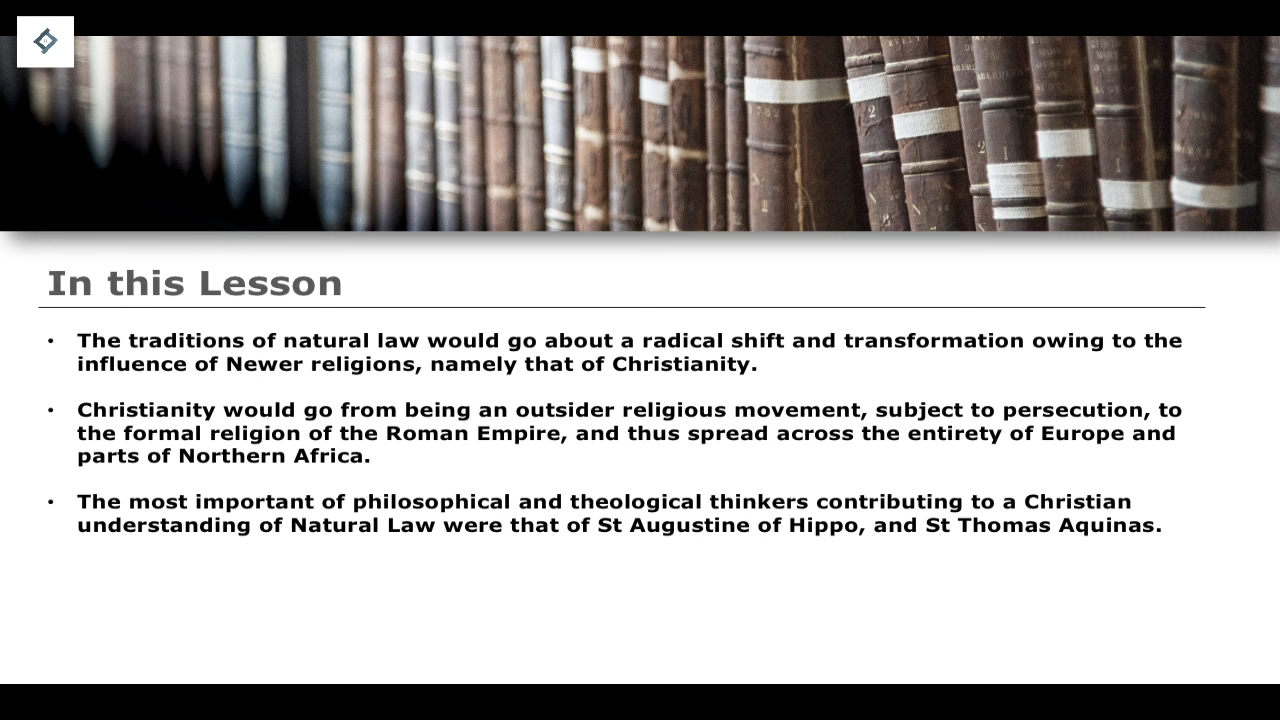 In this Lesson
• The traditions of natural law would go about a radical shift and transformation owing to the
influence of Newer religions, namely that of Christianity.
• Christianity would go from being an outsider religious movement, subject to persecution, to
the formal religion of the Roman Empire, and thus spread across the entirety of Europe and
parts of Northern Africa.
• The most important of philosophical and theological thinkers contributing to a Christian
understanding of Natural Law were that of St Augustine of Hippo, and St Thomas Aquinas.